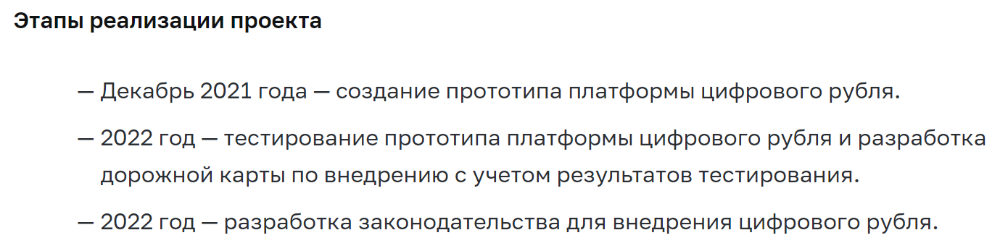 Этапы реализации проекта
— Декабрь 2021 года — создание прототипа платформы цифрового рубля.
— 2022 год — тестирование прототипа платформы цифрового рубля и разработка
дорожной карты по внедрению с учетом результатов тестирования.
— 2022 год — разработка законодательства для внедрения цифрового рубля.